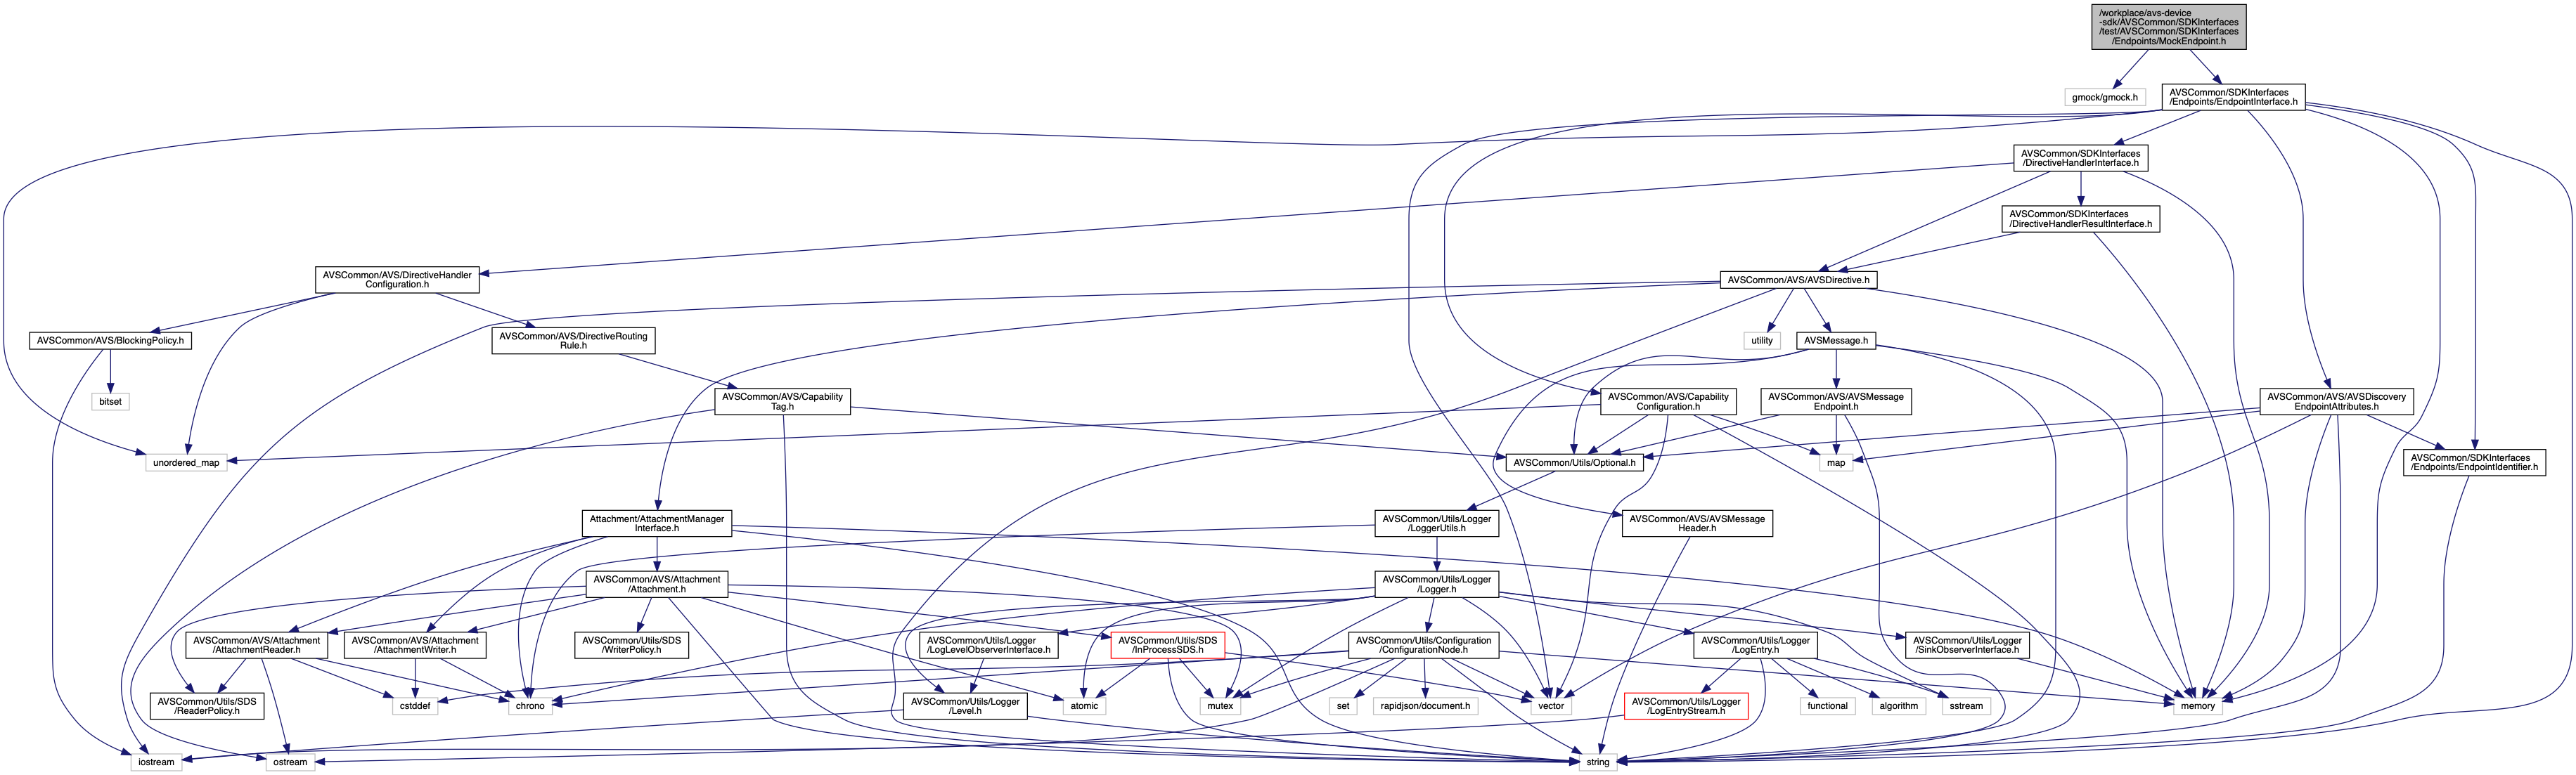 /workplace/avs-device
-sdk/AVSCommon/SDKInterfaces
/test/AVSCommon/SDKInterfaces
/Endpoints/MockEndpoint.h
gmock/gmock.h
AVSCommon/SDKInterfaces
/Endpoints/EndpointInterface.h
AVSCommon/SDKInterfaces
/DirectiveHandlerInterface.h
AVSCommon/SDKInterfaces
/DirectiveHandlerResultInterface.h
AVSCommon/AVS/DirectiveHandler
Configuration.h
AVSCommon/AVS/AVSDirective.h
AVSCommon/AVS/BlockingPolicy.h
AVSCommon/AVS/DirectiveRouting
Rule.h
utility
AVSMessage.h
bitset
AVSCommon/AVS/Capability
Tag.h
AVSCommon/AVS/Capability
Configuration.h
AVSCommon/AVS/AVSMessage
Endpoint.h
AVSCommon/AVS/AVSDiscovery
EndpointAttributes.h
unordered_map
AVSCommon/Utils/Optional.h
map
AVSCommon/SDKInterfaces
/Endpoints/EndpointIdentifier.h
Attachment/AttachmentManager
Interface.h
AVSCommon/Utils/Logger
/LoggerUtils.h
AVSCommon/AVS/AVSMessage
Header.h
AVSCommon/AVS/Attachment
/Attachment.h
AVSCommon/Utils/Logger
/Logger.h
AVSCommon/AVS/Attachment
/AttachmentReader.h
AVSCommon/AVS/Attachment
/AttachmentWriter.h
AVSCommon/Utils/SDS
/WriterPolicy.h
AVSCommon/Utils/Logger
/LogLevelObserverInterface.h
AVSCommon/Utils/SDS
/InProcessSDS.h
AVSCommon/Utils/Configuration
/ConfigurationNode.h
AVSCommon/Utils/Logger
/LogEntry.h
AVSCommon/Utils/Logger
/SinkObserverInterface.h
AVSCommon/Utils/SDS
/ReaderPolicy.h
cstddef
chrono
AVSCommon/Utils/Logger
/Level.h
atomic
mutex
set
rapidjson/document.h
vector
AVSCommon/Utils/Logger
/LogEntryStream.h
functional
algorithm
sstream
memory
iostream
ostream
string